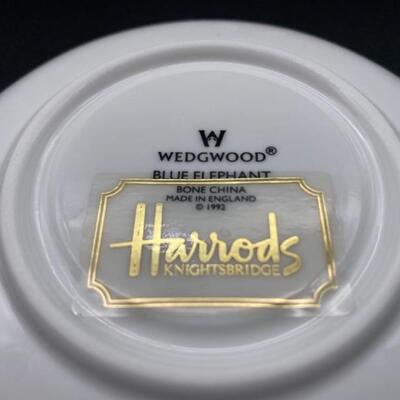 WEDGWOOD®
BLUE ELEPHANT
BONE CHINA
MADE IN ENGLAND
© 1992
Harrods
KNIGHTSBRIDGE